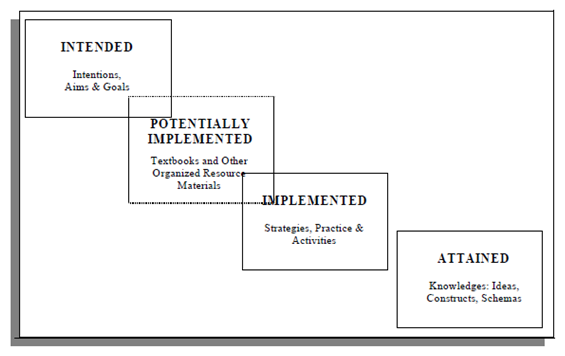 INTENDED
Intentions,
Aims & Goals
POTENTIALLY
IMPLEMENTED
Textbooks and Other
Organized Resource
Materials
IMPLEMENTED
Strategies, Practice &
Activities
ATTAINED
Knowledges: Ideas,
Constructs, Schemas